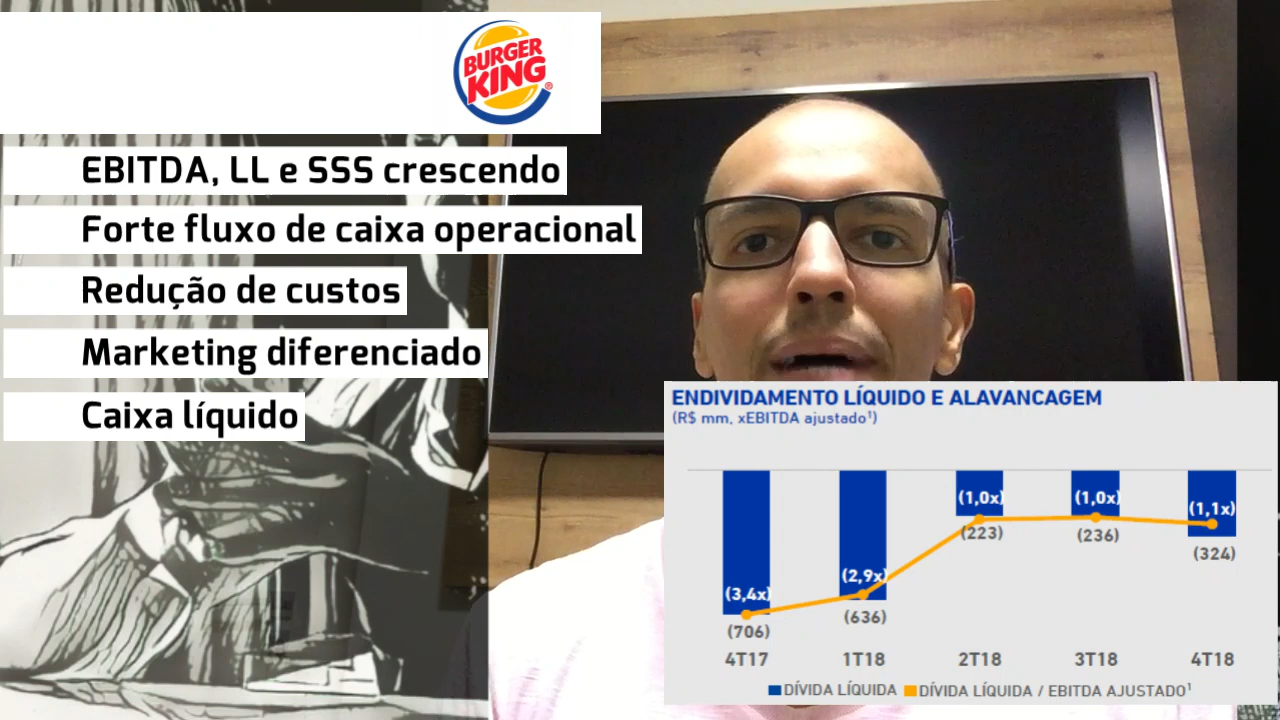 BURGER
KING®
EBITDA, LL e SSS crescendo
Forte fluxo de caixa operacional
Redução de custos
Marketing diferenciado
Caixa líquido
ENDIVIDAMENTO LÍQUIDO E ALAVANCAGEM
(R$ mm, xEBITDA ajustado¹)
(3,4x) (2,9x) (1,0x) (1,0x) (1,1x)
(706) (636) (223) (236) (324)
4T17 1T18 2T18 3T18 4T18
DÍVIDA LÍQUIDA DÍVIDA LÍQUIDA / EBITDA AJUSTADO¹